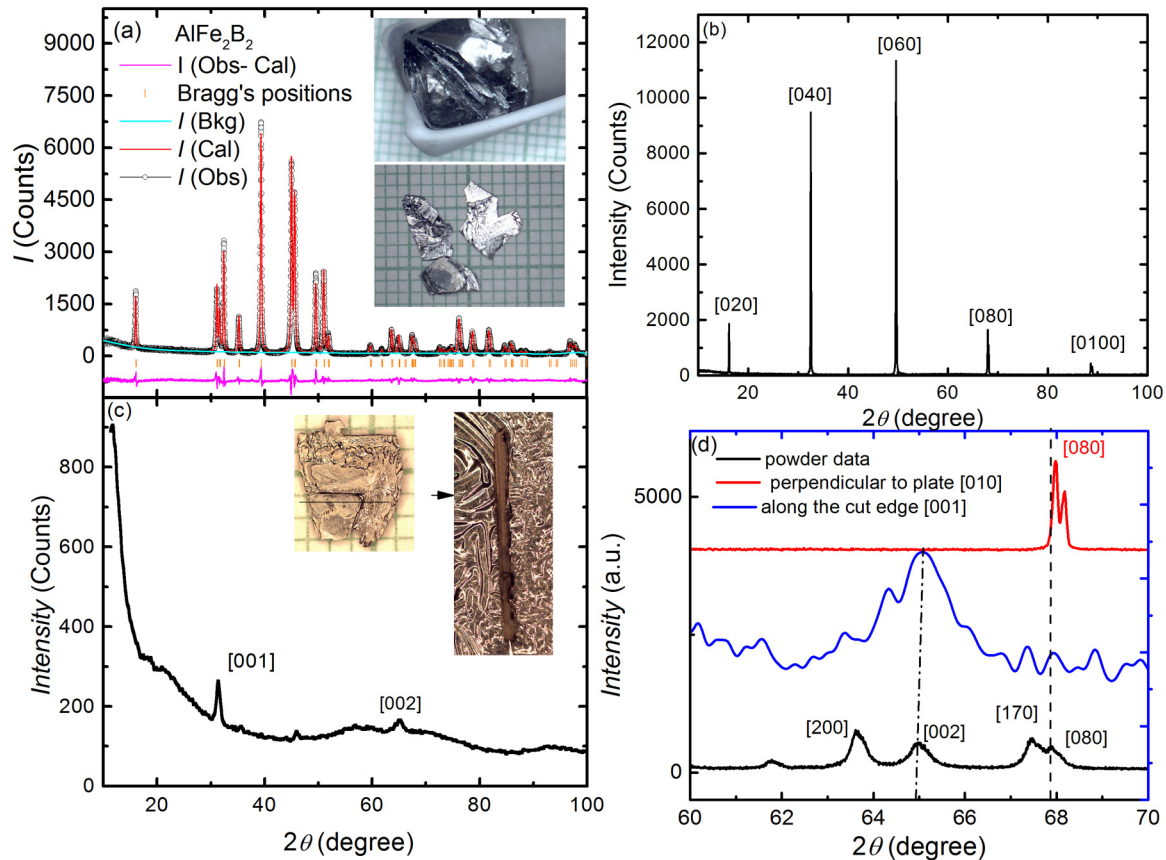 (a)
AlFe₂B₂
I (Obs- Cal)
Bragg's positions
I (Bkg)
I (Cal)
I (Obs)
I (Counts)
9000
7500
6000
4500
3000
1500
0
(b)
[020]
[040]
[060]
[080]
[0100]
Intensity (Counts)
12000
10000
8000
6000
4000
2000
0
20 40 60 80 100
2θ (degree)
(c)
[001]
[002]
Intensity (Counts)
800
600
400
200
0
20 40 60 80 100
2θ (degree)
(d)
powder data
perpendicular to plate [010]
along the cut edge [001]
[080]
[200]
[002]
[170]
[080]
Intensity (a.u.)
5000
0
60 62 64 66 68 70
2θ (degree)